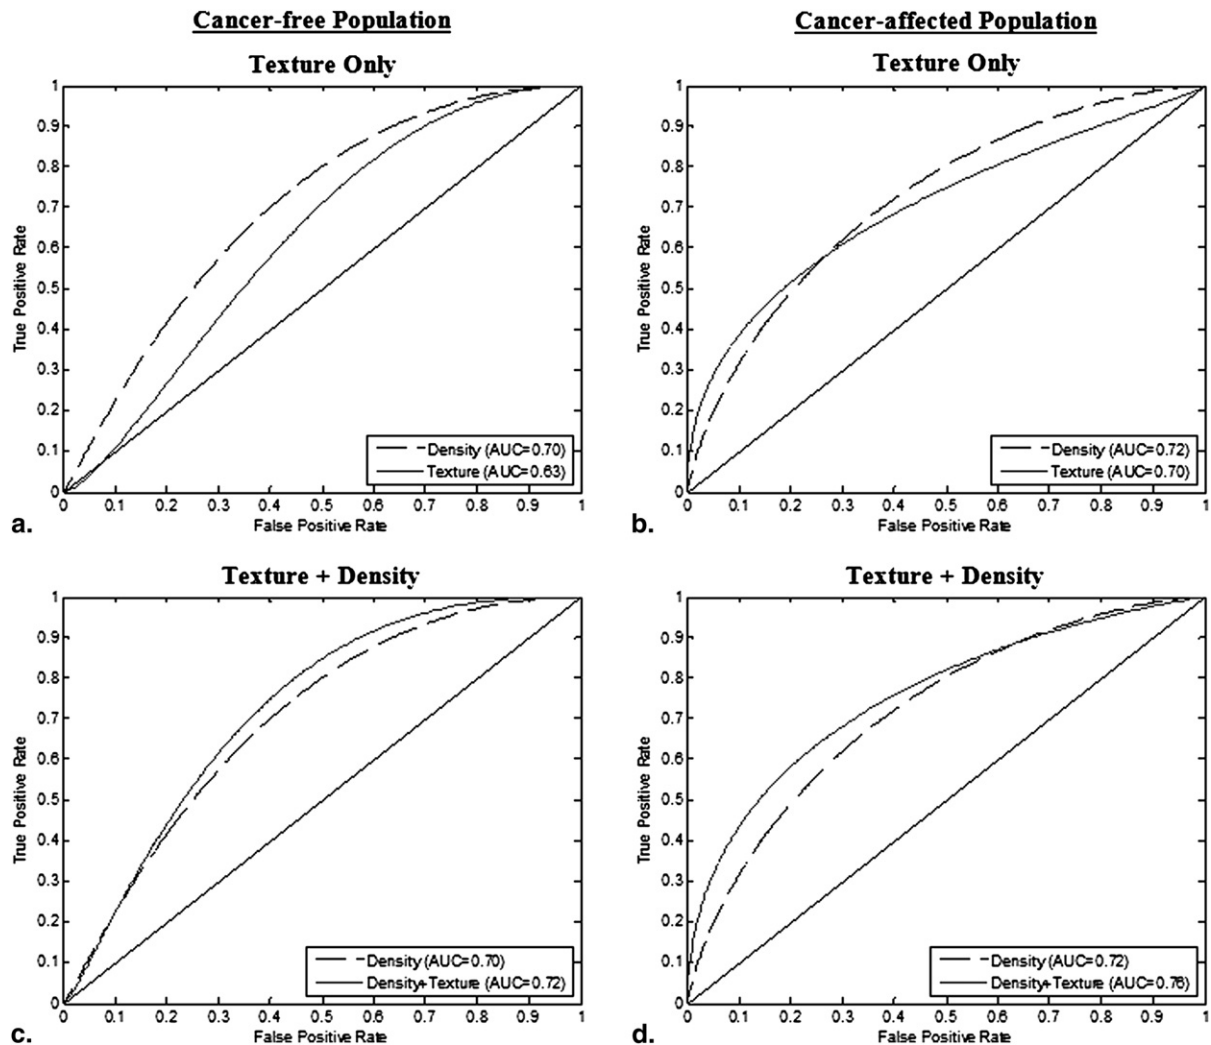 Cancer-free Population
Cancer-affected Population
Texture Only
1
0.9
0.8
0.7
0.6
0.5
0.4
0.3
0.2
0.1
0
True Positive Rate
Density (AUC=0.70)
Texture (AUC=0.63)
0 0.1 0.2 0.3 0.4 0.5 0.6 0.7 0.8 0.9 1
False Positive Rate
a.
Texture Only
1
0.9
0.8
0.7
0.6
0.5
0.4
0.3
0.2
0.1
0
True Positive Rate
Density (AUC=0.72)
Texture (AUC=0.70)
0 0.1 0.2 0.3 0.4 0.5 0.6 0.7 0.8 0.9 1
False Positive Rate
b.
Texture + Density
1
0.9
0.8
0.7
0.6
0.5
0.4
0.3
0.2
0.1
0
True Positive Rate
Density (AUC=0.70)
Density+Texture (AUC=0.72)
0 0.1 0.2 0.3 0.4 0.5 0.6 0.7 0.8 0.9 1
False Positive Rate
c.
Texture + Density
1
0.9
0.8
0.7
0.6
0.5
0.4
0.3
0.2
0.1
0
True Positive Rate
Density (AUC=0.72)
Density+Texture (AUC=0.76)
0 0.1 0.2 0.3 0.4 0.5 0.6 0.7 0.8 0.9 1
False Positive Rate
d.